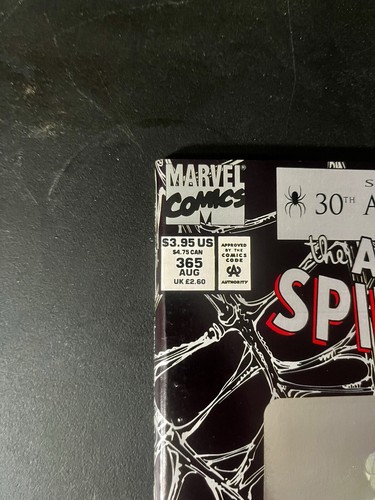 MARVEL
COMICS
M
$3.95 US
$4.75 CAN
365
AUG
UK £2.60
APPROVED
BY THE
COMICS
CODE
CA
AUTHORITY
S
30TH A
the A
SPI